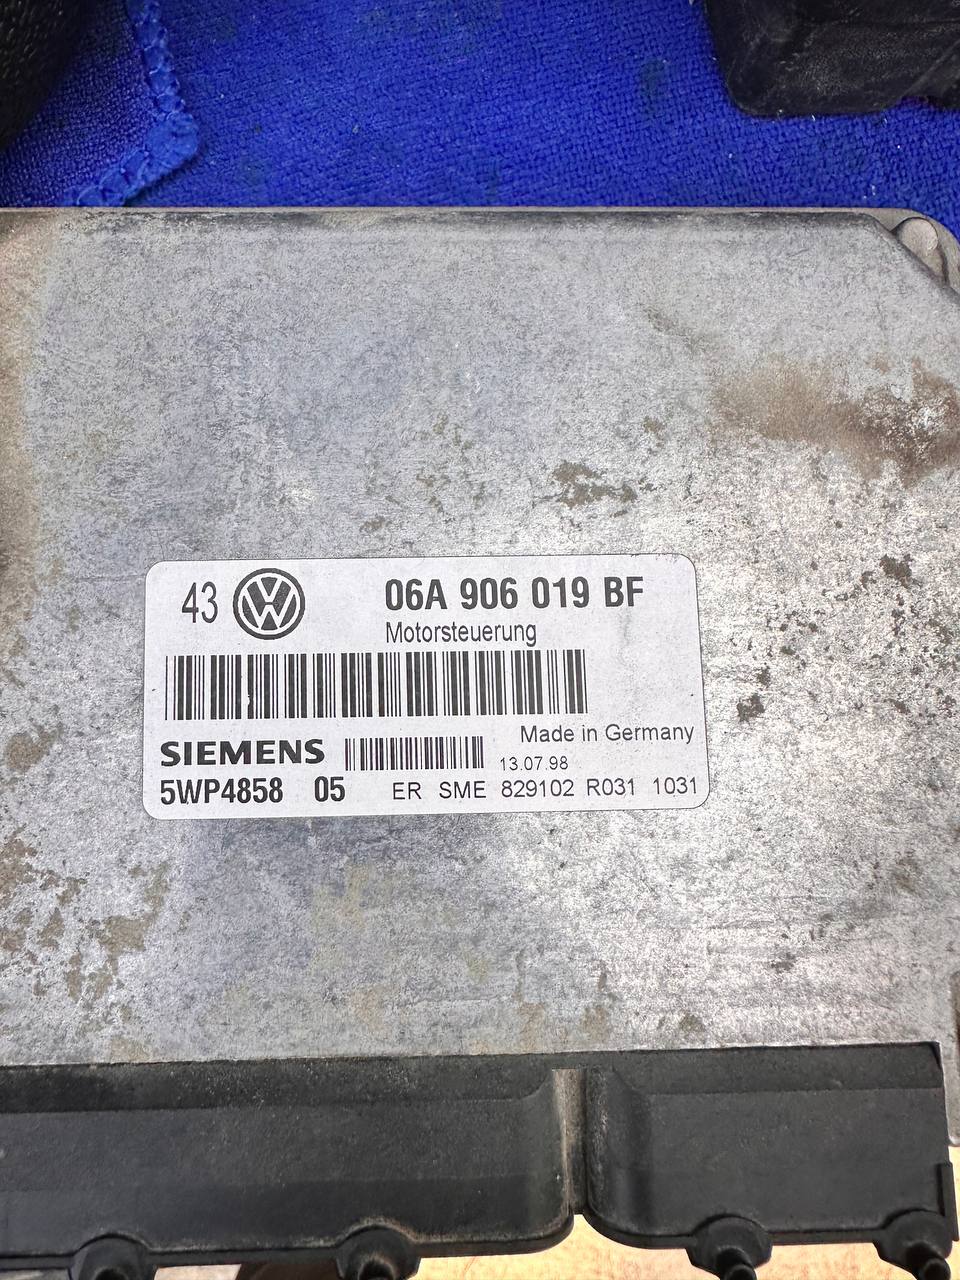 43 06A 906 019 BF
Motorsteuerung
Made in Germany
SIEMENS 13.07.98
5WP4858 05 ER SME 829102 R031 1031